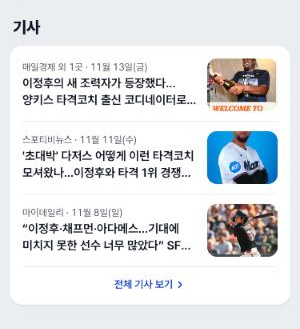 기사
매일경제 외 1곳 · 11월 13일(금)
이정후의 새 조력자가 등장했다...
양키스 타격코치 출신 코디네이터로...
WELCOME TO
스포티비뉴스 · 11월 11일(수)
'초대박' 다저스 어떻게 이런 타격코치
모셔왔나...이정후와 타격 1위 경쟁...
마이데일리 · 11월 8일(일)
“이정후·채프먼·아다메스...기대에
미치지 못한 선수 너무 많았다” SF...
전체 기사 보기 >